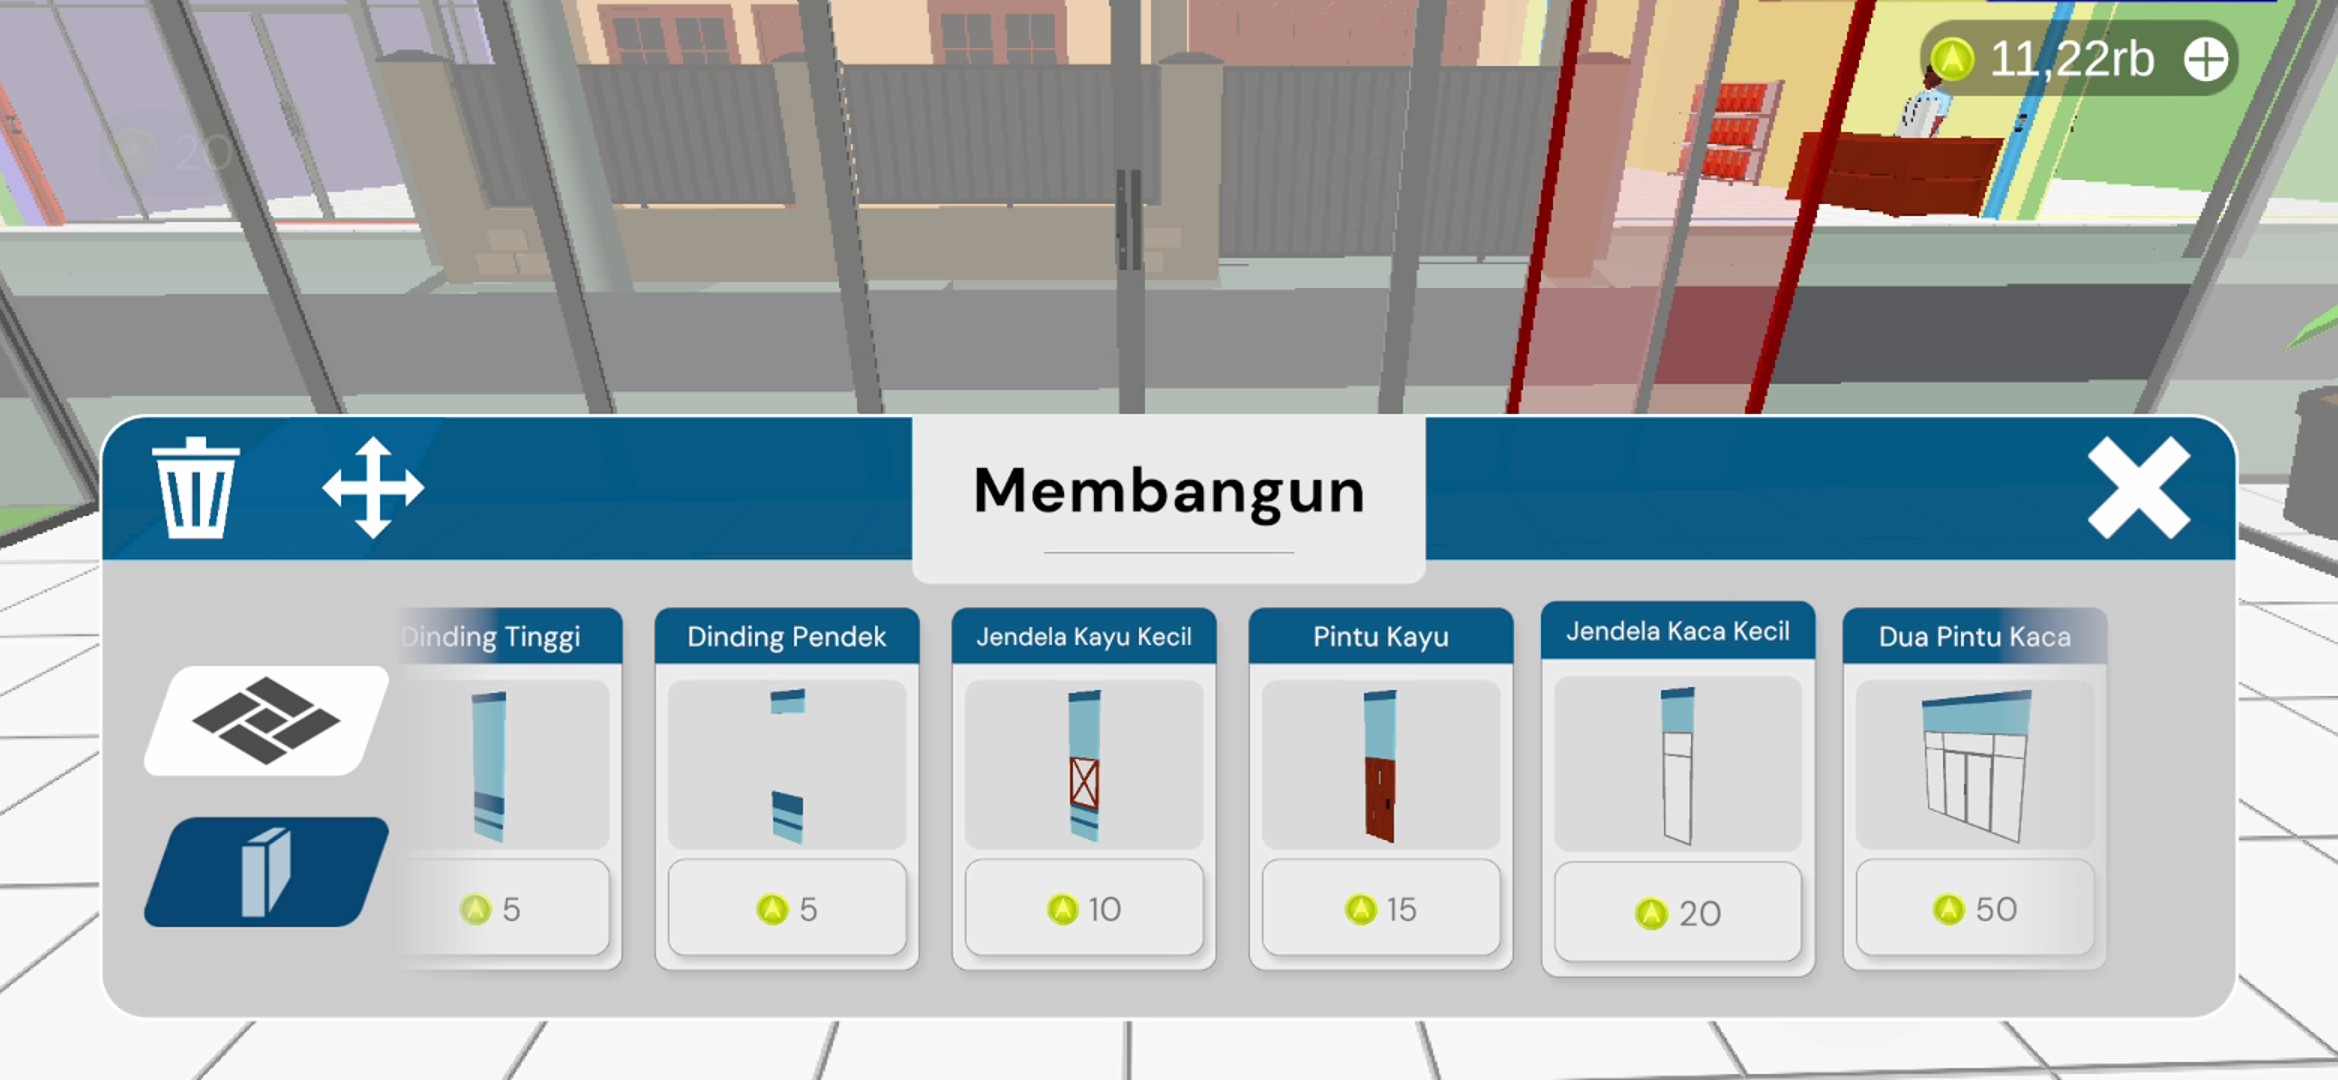 11,22rb
20
Membangun
Dinding Tinggi
Dinding Pendek
Jendela Kayu Kecil
Pintu Kayu
Jendela Kaca Kecil
Dua Pintu Kaca
5
5
10
15
20
50